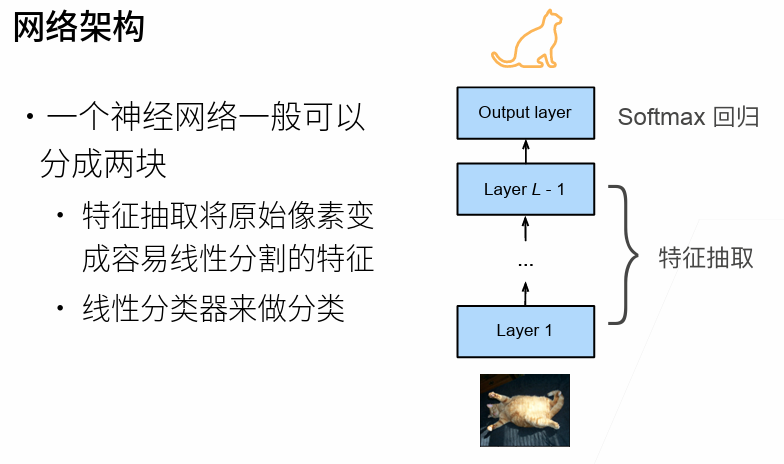 网络架构
• 一个神经网络一般可以
分成两块
• 特征抽取将原始像素变
成容易线性分割的特征
• 线性分类器来做分类
Output layer
Softmax 回归
Layer L - 1
...
特征抽取
Layer 1